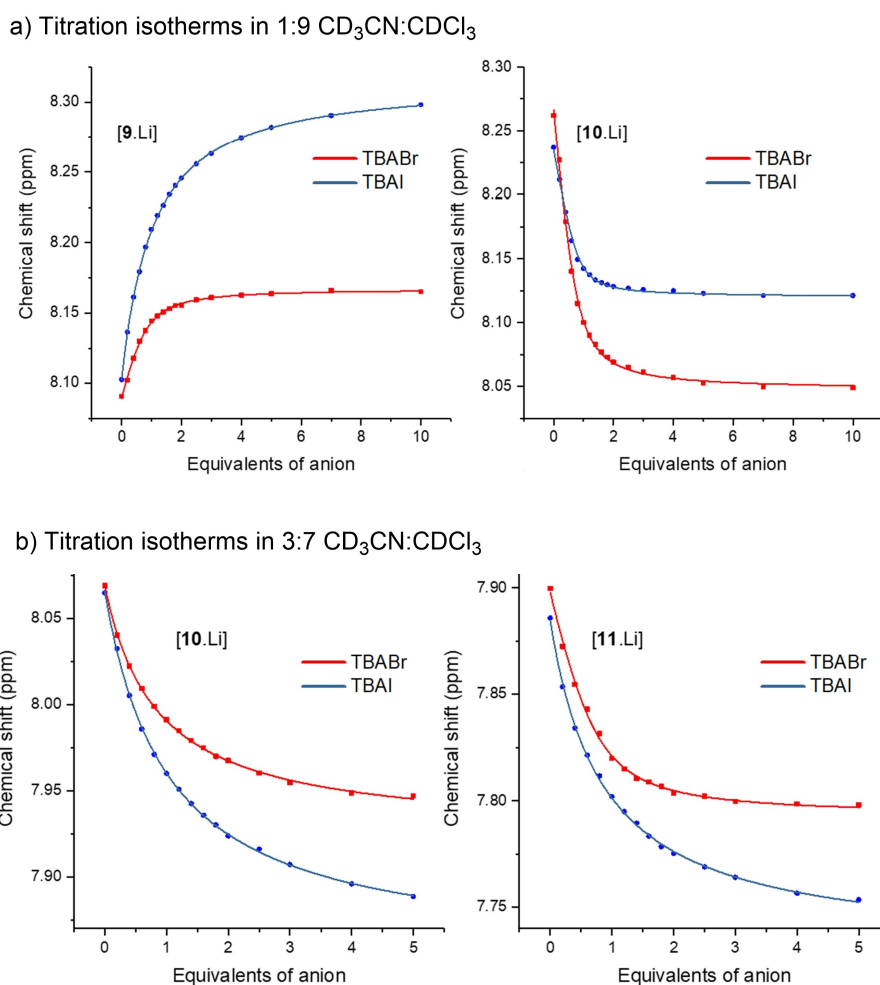 a) Titration isotherms in 1:9 CD₃CN:CDCl₃
8.30
8.25
8.20
8.15
8.10
Chemical shift (ppm)
[9.Li]
TBABr
TBAI
0 2 4 6 8 10
Equivalents of anion
8.30
8.25
8.20
8.15
8.10
8.05
Chemical shift (ppm)
[10.Li]
TBABr
TBAI
0 2 4 6 8 10
Equivalents of anion
b) Titration isotherms in 3:7 CD₃CN:CDCl₃
8.05
8.00
7.95
7.90
Chemical shift (ppm)
[10.Li]
TBABr
TBAI
0 1 2 3 4 5
Equivalents of anion
7.90
7.85
7.80
7.75
Chemical shift (ppm)
[11.Li]
TBABr
TBAI
0 1 2 3 4 5
Equivalents of anion